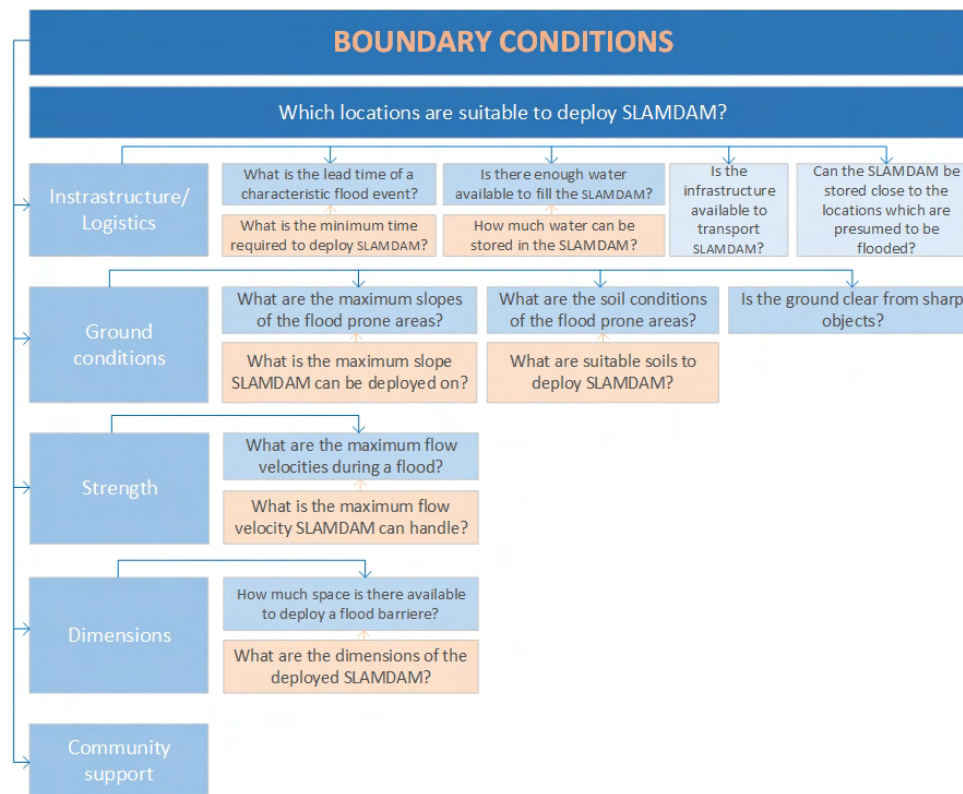 BOUNDARY CONDITIONS
Which locations are suitable to deploy SLAMDAM?
Instrastructure/
Logistics
What is the lead time of a
characteristic flood event?
What is the minimum time
required to deploy SLAMDAM?
Is there enough water
available to fill the SLAMDAM?
How much water can be
stored in the SLAMDAM?
Is the
infrastructure
available to
transport
SLAMDAM?
Can the SLAMDAM be
stored close to the
locations which are
presumed to be
flooded?
Ground
conditions
What are the maximum slopes
of the flood prone areas?
What is the maximum slope
SLAMDAM can be deployed on?
What are the soil conditions
of the flood prone areas?
What are suitable soils to
deploy SLAMDAM?
Is the ground clear from sharp
objects?
Strength
What are the maximum flow
velocities during a flood?
What is the maximum flow
velocity SLAMDAM can handle?
Dimensions
How much space is there available
to deploy a flood barriere?
What are the dimensions of the
deployed SLAMDAM?
Community
support